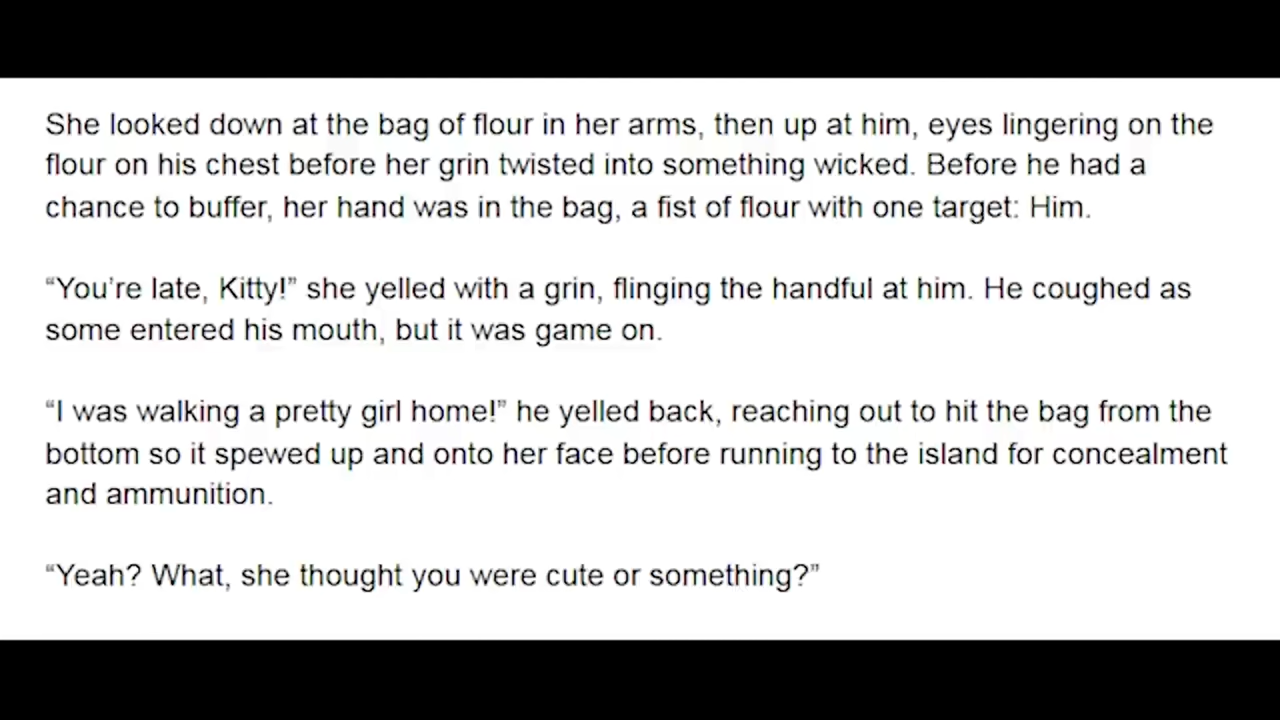 She looked down at the bag of flour in her arms, then up at him, eyes lingering on the
flour on his chest before her grin twisted into something wicked. Before he had a
chance to buffer, her hand was in the bag, a fist of flour with one target: Him.
“You’re late, Kitty!” she yelled with a grin, flinging the handful at him. He coughed as
some entered his mouth, but it was game on.
“I was walking a pretty girl home!” he yelled back, reaching out to hit the bag from the
bottom so it spewed up and onto her face before running to the island for concealment
and ammunition.
“Yeah? What, she thought you were cute or something?”